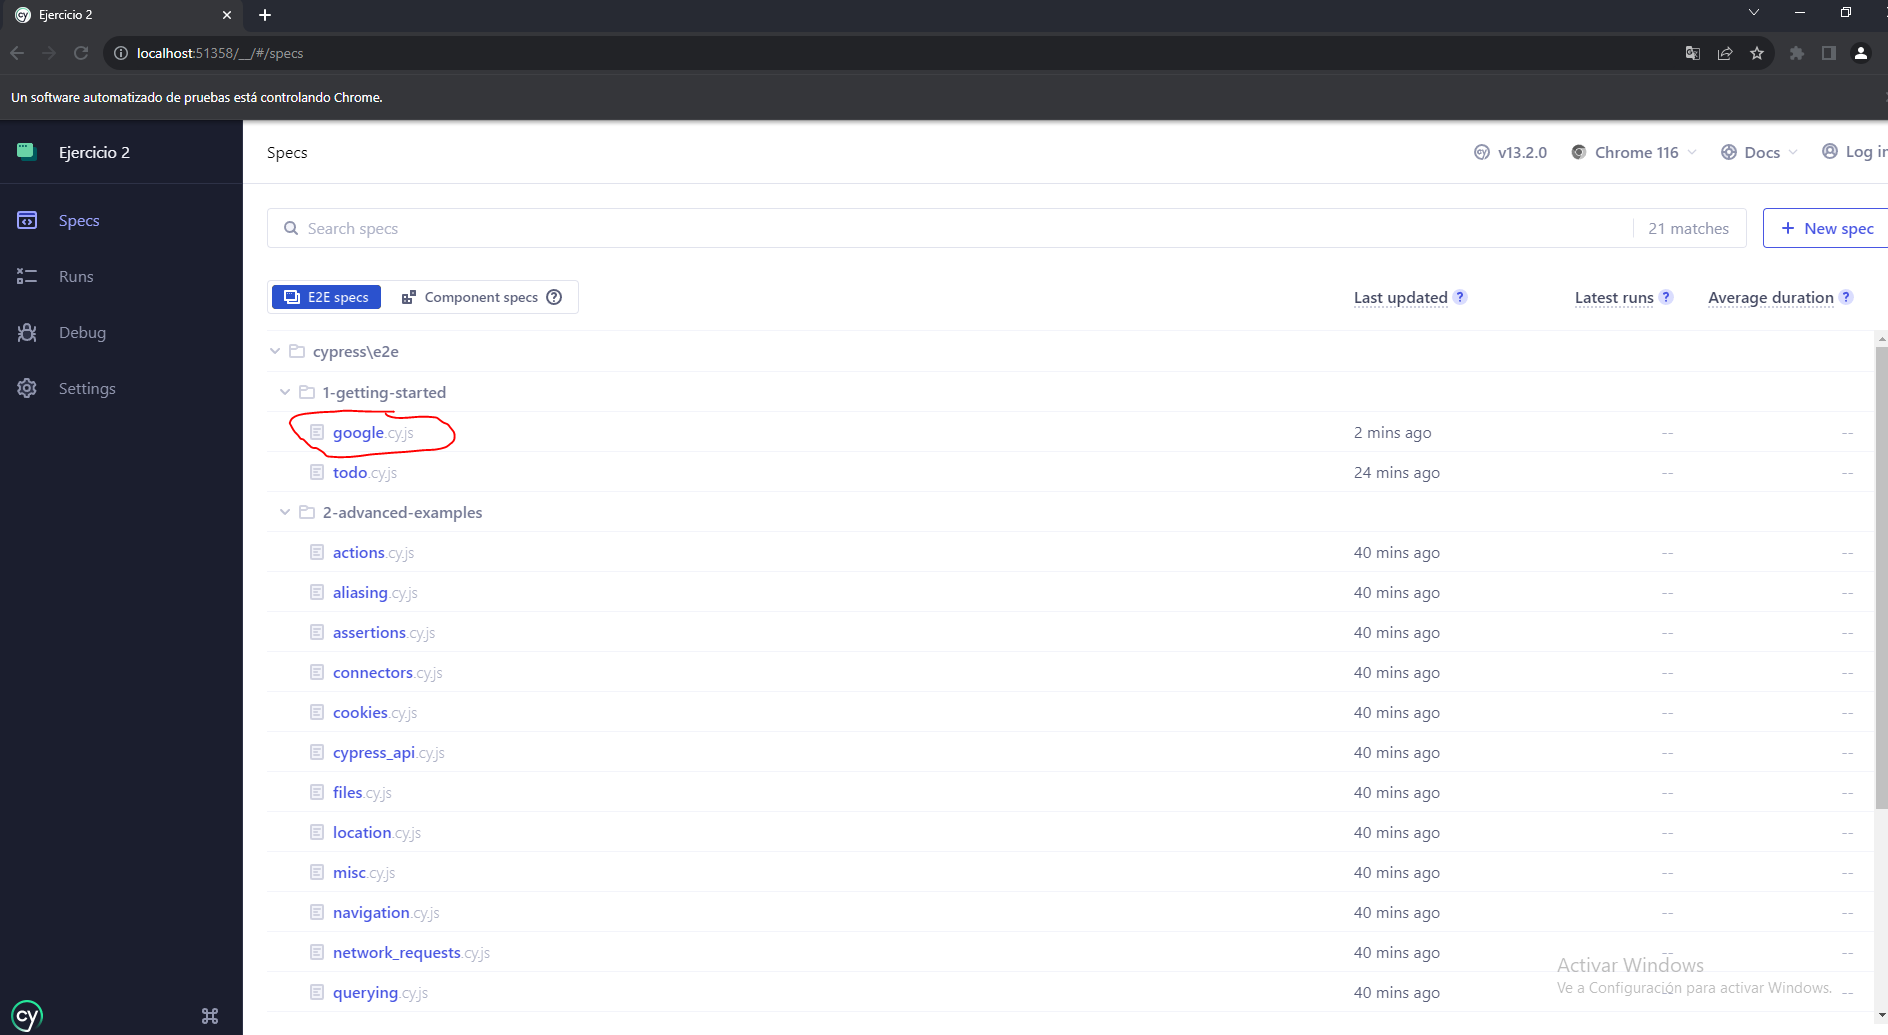 Ejercicio 2
localhost:51358/__/#/specs
Un software automatizado de pruebas está controlando Chrome.
Ejercicio 2
Specs
v13.2.0
Chrome 116
Docs
Log in
Specs
Runs
Debug
Settings
Search specs
21 matches
+ New spec
E2E specs
Component specs ?
Last updated ?
Latest runs ?
Average duration ?
cypress\e2e
1-getting-started
google.cy.js 2 mins ago -- --
todo.cy.js 24 mins ago -- --
2-advanced-examples
actions.cy.js 40 mins ago -- --
aliasing.cy.js 40 mins ago -- --
assertions.cy.js 40 mins ago -- --
connectors.cy.js 40 mins ago -- --
cookies.cy.js 40 mins ago -- --
cypress_api.cy.js 40 mins ago -- --
files.cy.js 40 mins ago -- --
location.cy.js 40 mins ago -- --
misc.cy.js 40 mins ago -- --
navigation.cy.js 40 mins ago -- --
network_requests.cy.js 40 mins ago -- --
querying.cy.js 40 mins ago -- --
Activar Windows
Ve a Configuración para activar Windows.
cy